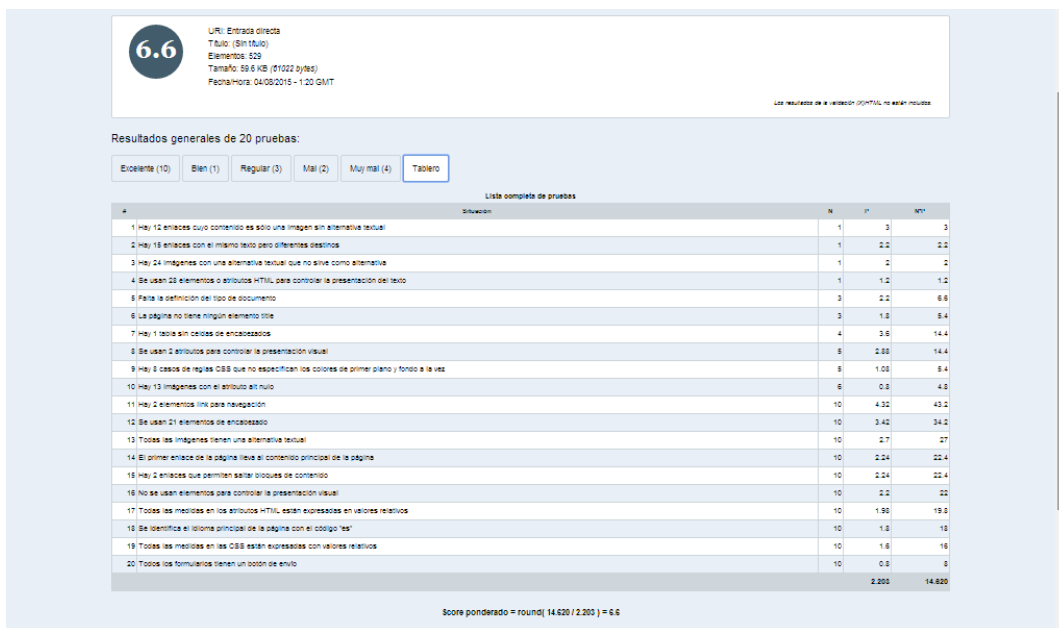 6.6
URI: Entrada directa
Título: (Sin título)
Elementos: 529
Tamaño: 59.6 KB (61022 bytes)
Fecha/Hora: 04/08/2015 - 1:20 GMT
Los resultados de la validación (X)HTML no están incluidos.
Resultados generales de 20 pruebas:
Excelente (10) Bien (1) Regular (3) Mal (2) Muy mal (4) Tablero
Lista completa de pruebas
# Situación N I* N*I*
1 Hay 12 enlaces cuyo contenido es sólo una imagen sin alternativa textual 1 3 3
2 Hay 15 enlaces con el mismo texto pero diferentes destinos 1 2.2 2.2
3 Hay 24 imágenes con una alternativa textual que no sirve como alternativa 1 2 2
4 Se usan 28 elementos o atributos HTML para controlar la presentación del texto 1 1.2 1.2
5 Falta la definición del tipo de documento 3 2.2 6.6
6 La página no tiene ningún elemento title 3 1.8 5.4
7 Hay 1 tabla sin celdas de encabezados 4 3.6 14.4
8 Se usan 2 atributos para controlar la presentación visual 5 2.88 14.4
9 Hay 8 casos de reglas CSS que no especifican los colores de primer plano y fondo a la vez 5 1.08 5.4
10 Hay 13 imágenes con el atributo alt nulo 6 0.8 4.8
11 Hay 2 elementos link para navegación 10 4.32 43.2
12 Se usan 21 elementos de encabezado 10 3.42 34.2
13 Todas las imágenes tienen una alternativa textual 10 2.7 27
14 El primer enlace de la página lleva al contenido principal de la página 10 2.24 22.4
15 Hay 2 enlaces que permiten saltar bloques de contenido 10 2.24 22.4
16 No se usan elementos para controlar la presentación visual 10 2.2 22
17 Todas las medidas en los atributos HTML están expresadas en valores relativos 10 1.98 19.8
18 Se identifica el idioma principal de la página con el código "es" 10 1.8 18
19 Todas las medidas en las CSS están expresadas con valores relativos 10 1.6 16
20 Todos los formularios tienen un botón de envío 10 0.8 8
2.203 14.620
Score ponderado = round( 14.620 / 2.203 ) = 6.6